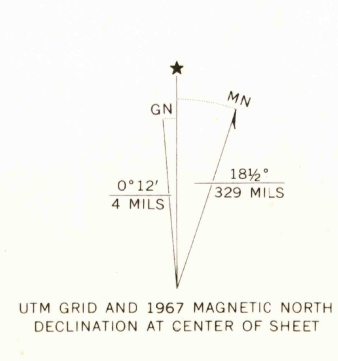 GN
MN
0°12'
4 MILS
18½°
329 MILS
UTM GRID AND 1967 MAGNETIC NORTH
DECLINATION AT CENTER OF SHEET